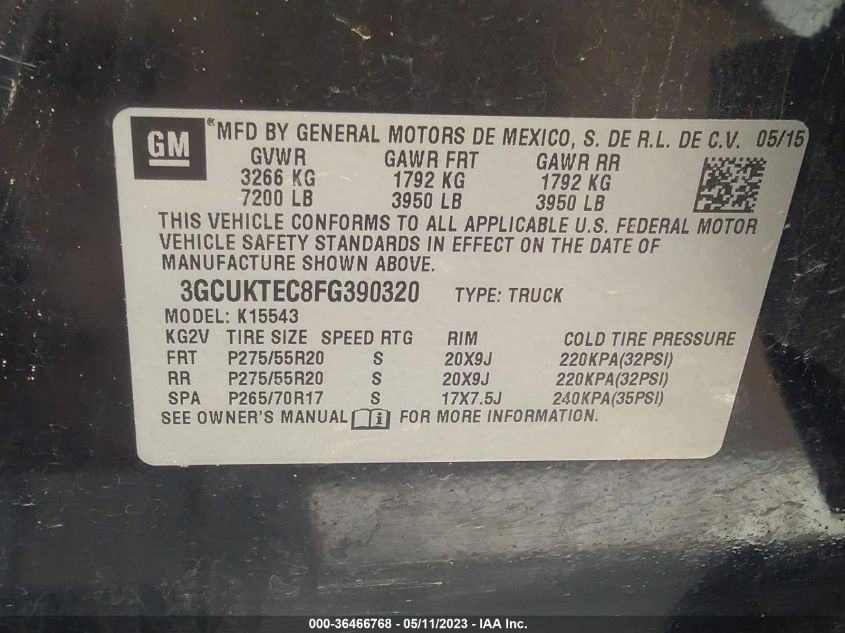 GM *MFD BY GENERAL MOTORS DE MEXICO, S. DE R.L. DE C.V. 05/15
GVWR GAWR FRT GAWR RR
3266 KG 1792 KG 1792 KG
7200 LB 3950 LB 3950 LB
THIS VEHICLE CONFORMS TO ALL APPLICABLE U.S. FEDERAL MOTOR
VEHICLE SAFETY STANDARDS IN EFFECT ON THE DATE OF
MANUFACTURE SHOWN ABOVE.
3GCUKTEC8FG390320 TYPE: TRUCK
MODEL: K15543
KG2V TIRE SIZE SPEED RTG RIM COLD TIRE PRESSURE
FRT P275/55R20 S 20X9J 220KPA(32PSI)
RR P275/55R20 S 20X9J 220KPA(32PSI)
SPA P265/70R17 S 17X7.5J 240KPA(35PSI)
SEE OWNER'S MANUAL i FOR MORE INFORMATION.
000-36466768 - 05/11/2023 - IAA Inc.